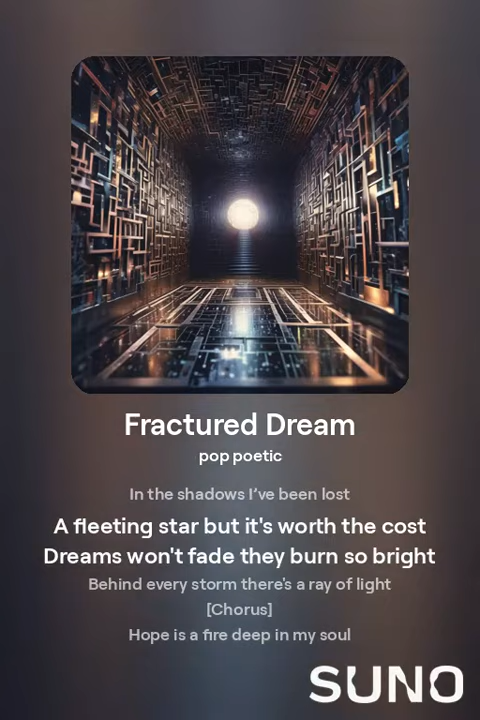 Fractured Dream
pop poetic
In the shadows I've been lost
A fleeting star but it's worth the cost
Dreams won't fade they burn so bright
Behind every storm there's a ray of light
[Chorus]
Hope is a fire deep in my soul
SUNO